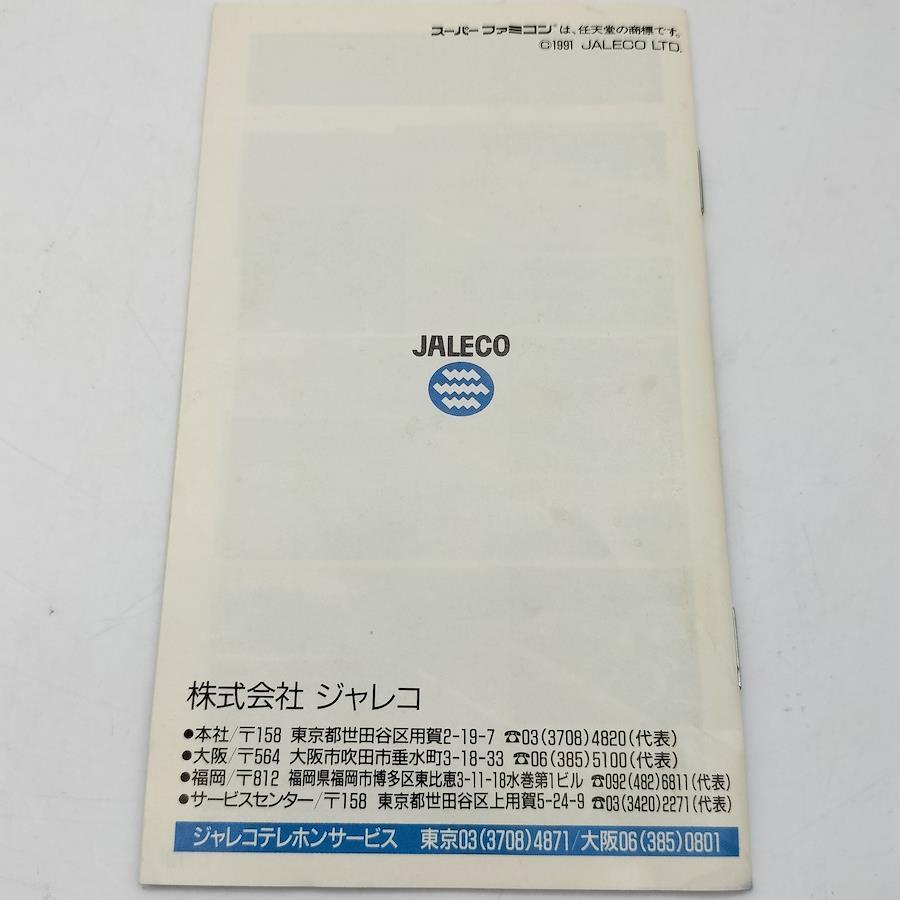 スーパーファミコン®は、任天堂の商標です。
©1991 JALECO LTD.
JALECO
株式会社 ジャレコ
●本社/〒158 東京都世田谷区用賀2-19-7 ☎03(3708)4820(代表)
●大阪/〒564 大阪市吹田市垂水町3-18-33 ☎06(385)5100(代表)
●福岡/〒812 福岡県福岡市博多区東比恵3-11-18水巻第1ビル ☎092(482)6811(代表)
●サービスセンター/〒158 東京都世田谷区上用賀5-24-9 ☎03(3420)2271(代表)
ジャレコテレホンサービス 東京03(3708)4871/大阪06(385)0801